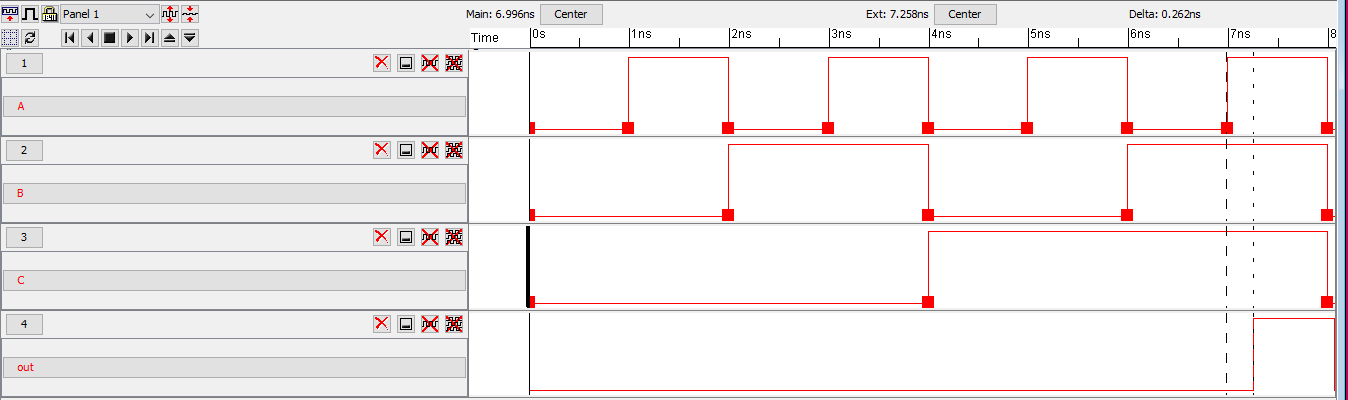 Panel 1 Main: 6.996ns Center Ext: 7.258ns Center Delta: 0.262ns
Time 0s 1ns 2ns 3ns 4ns 5ns 6ns 7ns 8
1
A
2
B
3
C
4
out